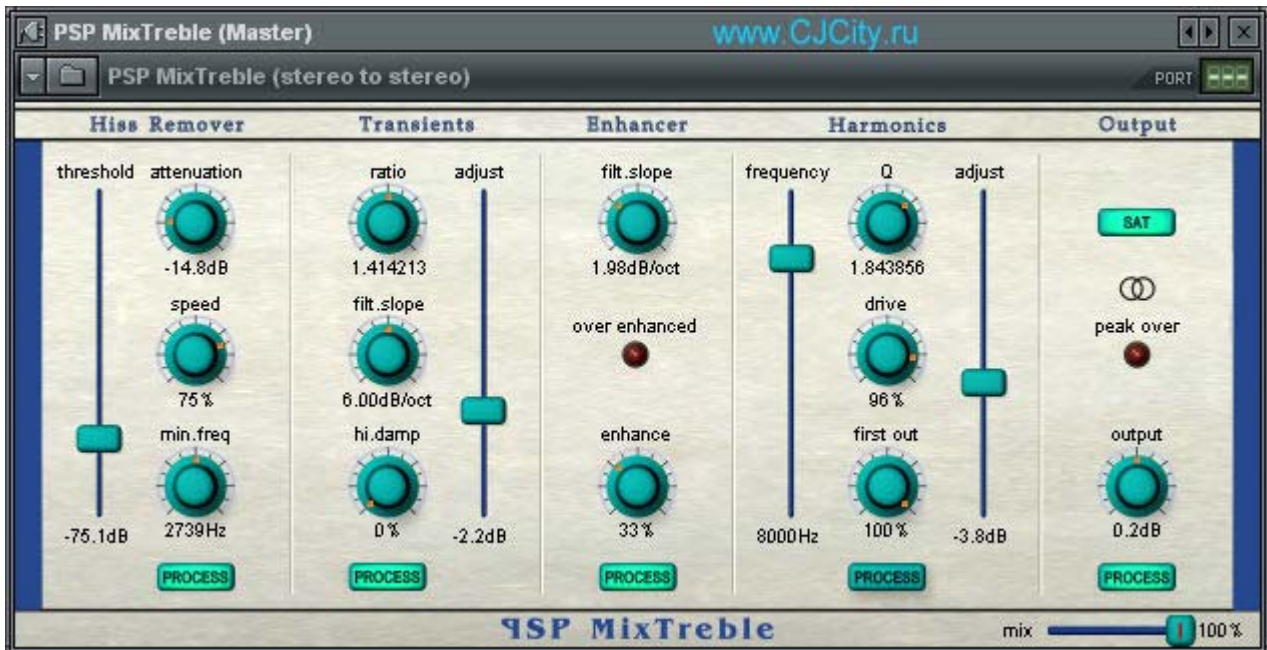 PSP MixTreble (Master)
www.CJCity.ru
PSP MixTreble (stereo to stereo)
PORT
Hiss Remover
Transients
Enhancer
Harmonics
Output
threshold
attenuation
ratio
adjust
filt.slope
frequency
Q
adjust
SAT
-14.8dB
1.414213
1.98dB/oct
1.843856
speed
filt.slope
over enhanced
drive
peak over
75%
6.00dB/oct
96%
min.freq
hi.damp
enhance
first out
output
-75.1dB
2739Hz
0%
-2.2dB
33%
8000Hz
100%
-3.8dB
0.2dB
PROCESS
PROCESS
PROCESS
PROCESS
PROCESS
PSP MixTreble
mix
100%